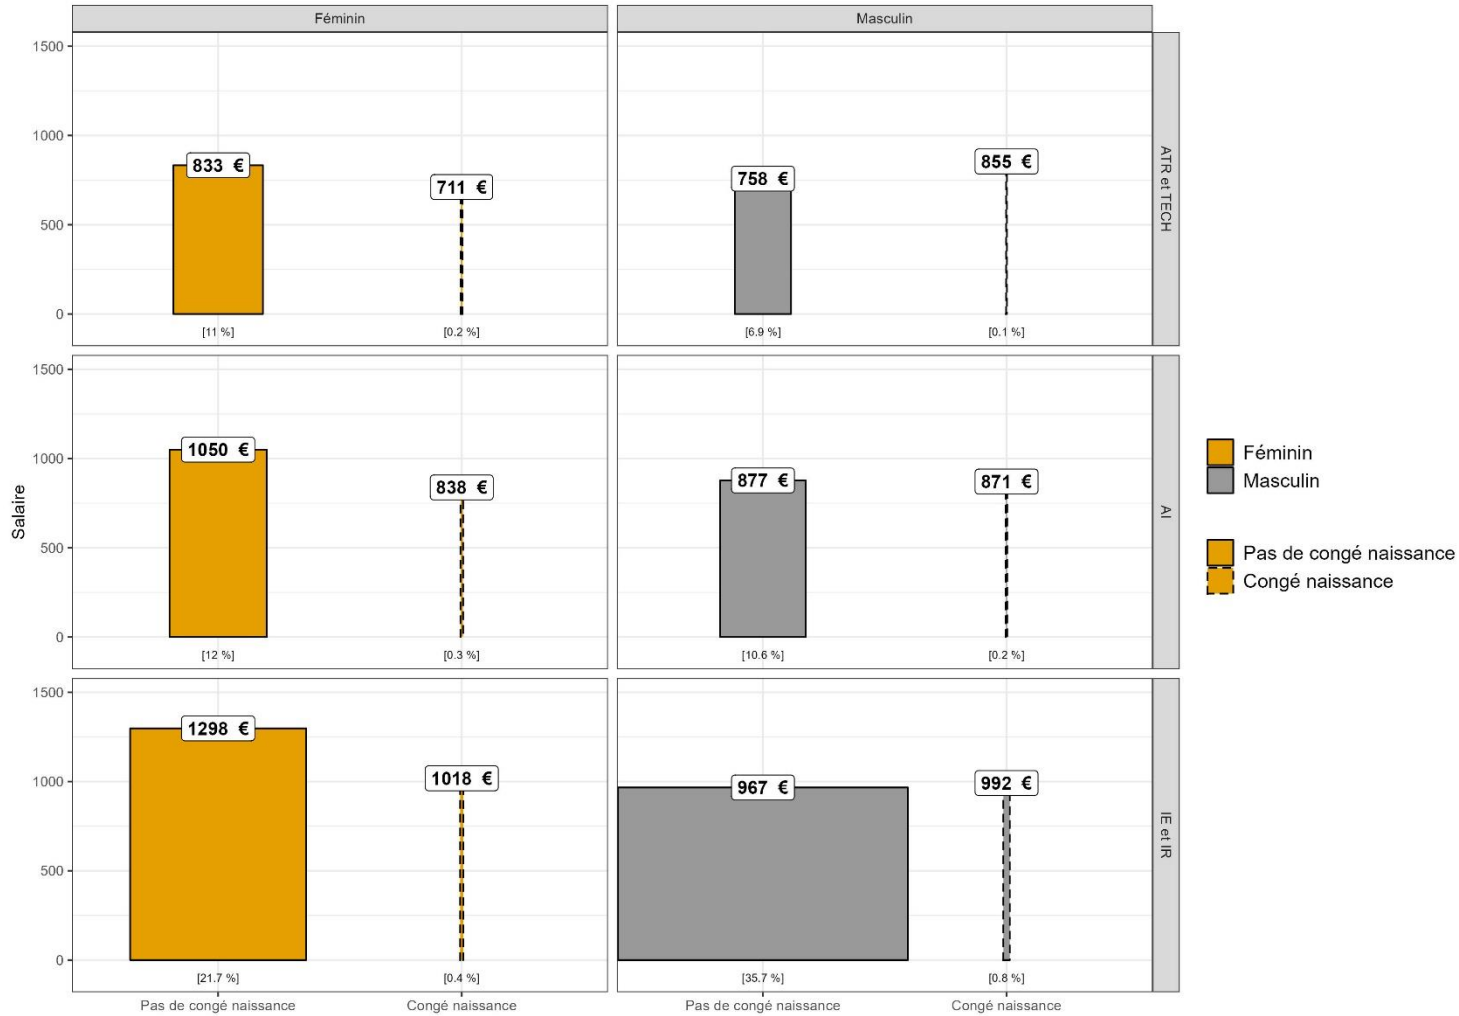 Féminin
Masculin
1500
1000
500
0
833 €
711 €
758 €
855 €
[11 %]
[0.2 %]
[6.9 %]
[0.1 %]
ATR et TECH
1500
1000
500
0
1050 €
838 €
877 €
871 €
[12 %]
[0.3 %]
[10.6 %]
[0.2 %]
AI
Salaire
1500
1000
500
0
1298 €
1018 €
967 €
992 €
[21.7 %]
[0.4 %]
[35.7 %]
[0.8 %]
IE et IR
Pas de congé naissance
Congé naissance
Pas de congé naissance
Congé naissance
Féminin
Masculin
Pas de congé naissance
Congé naissance